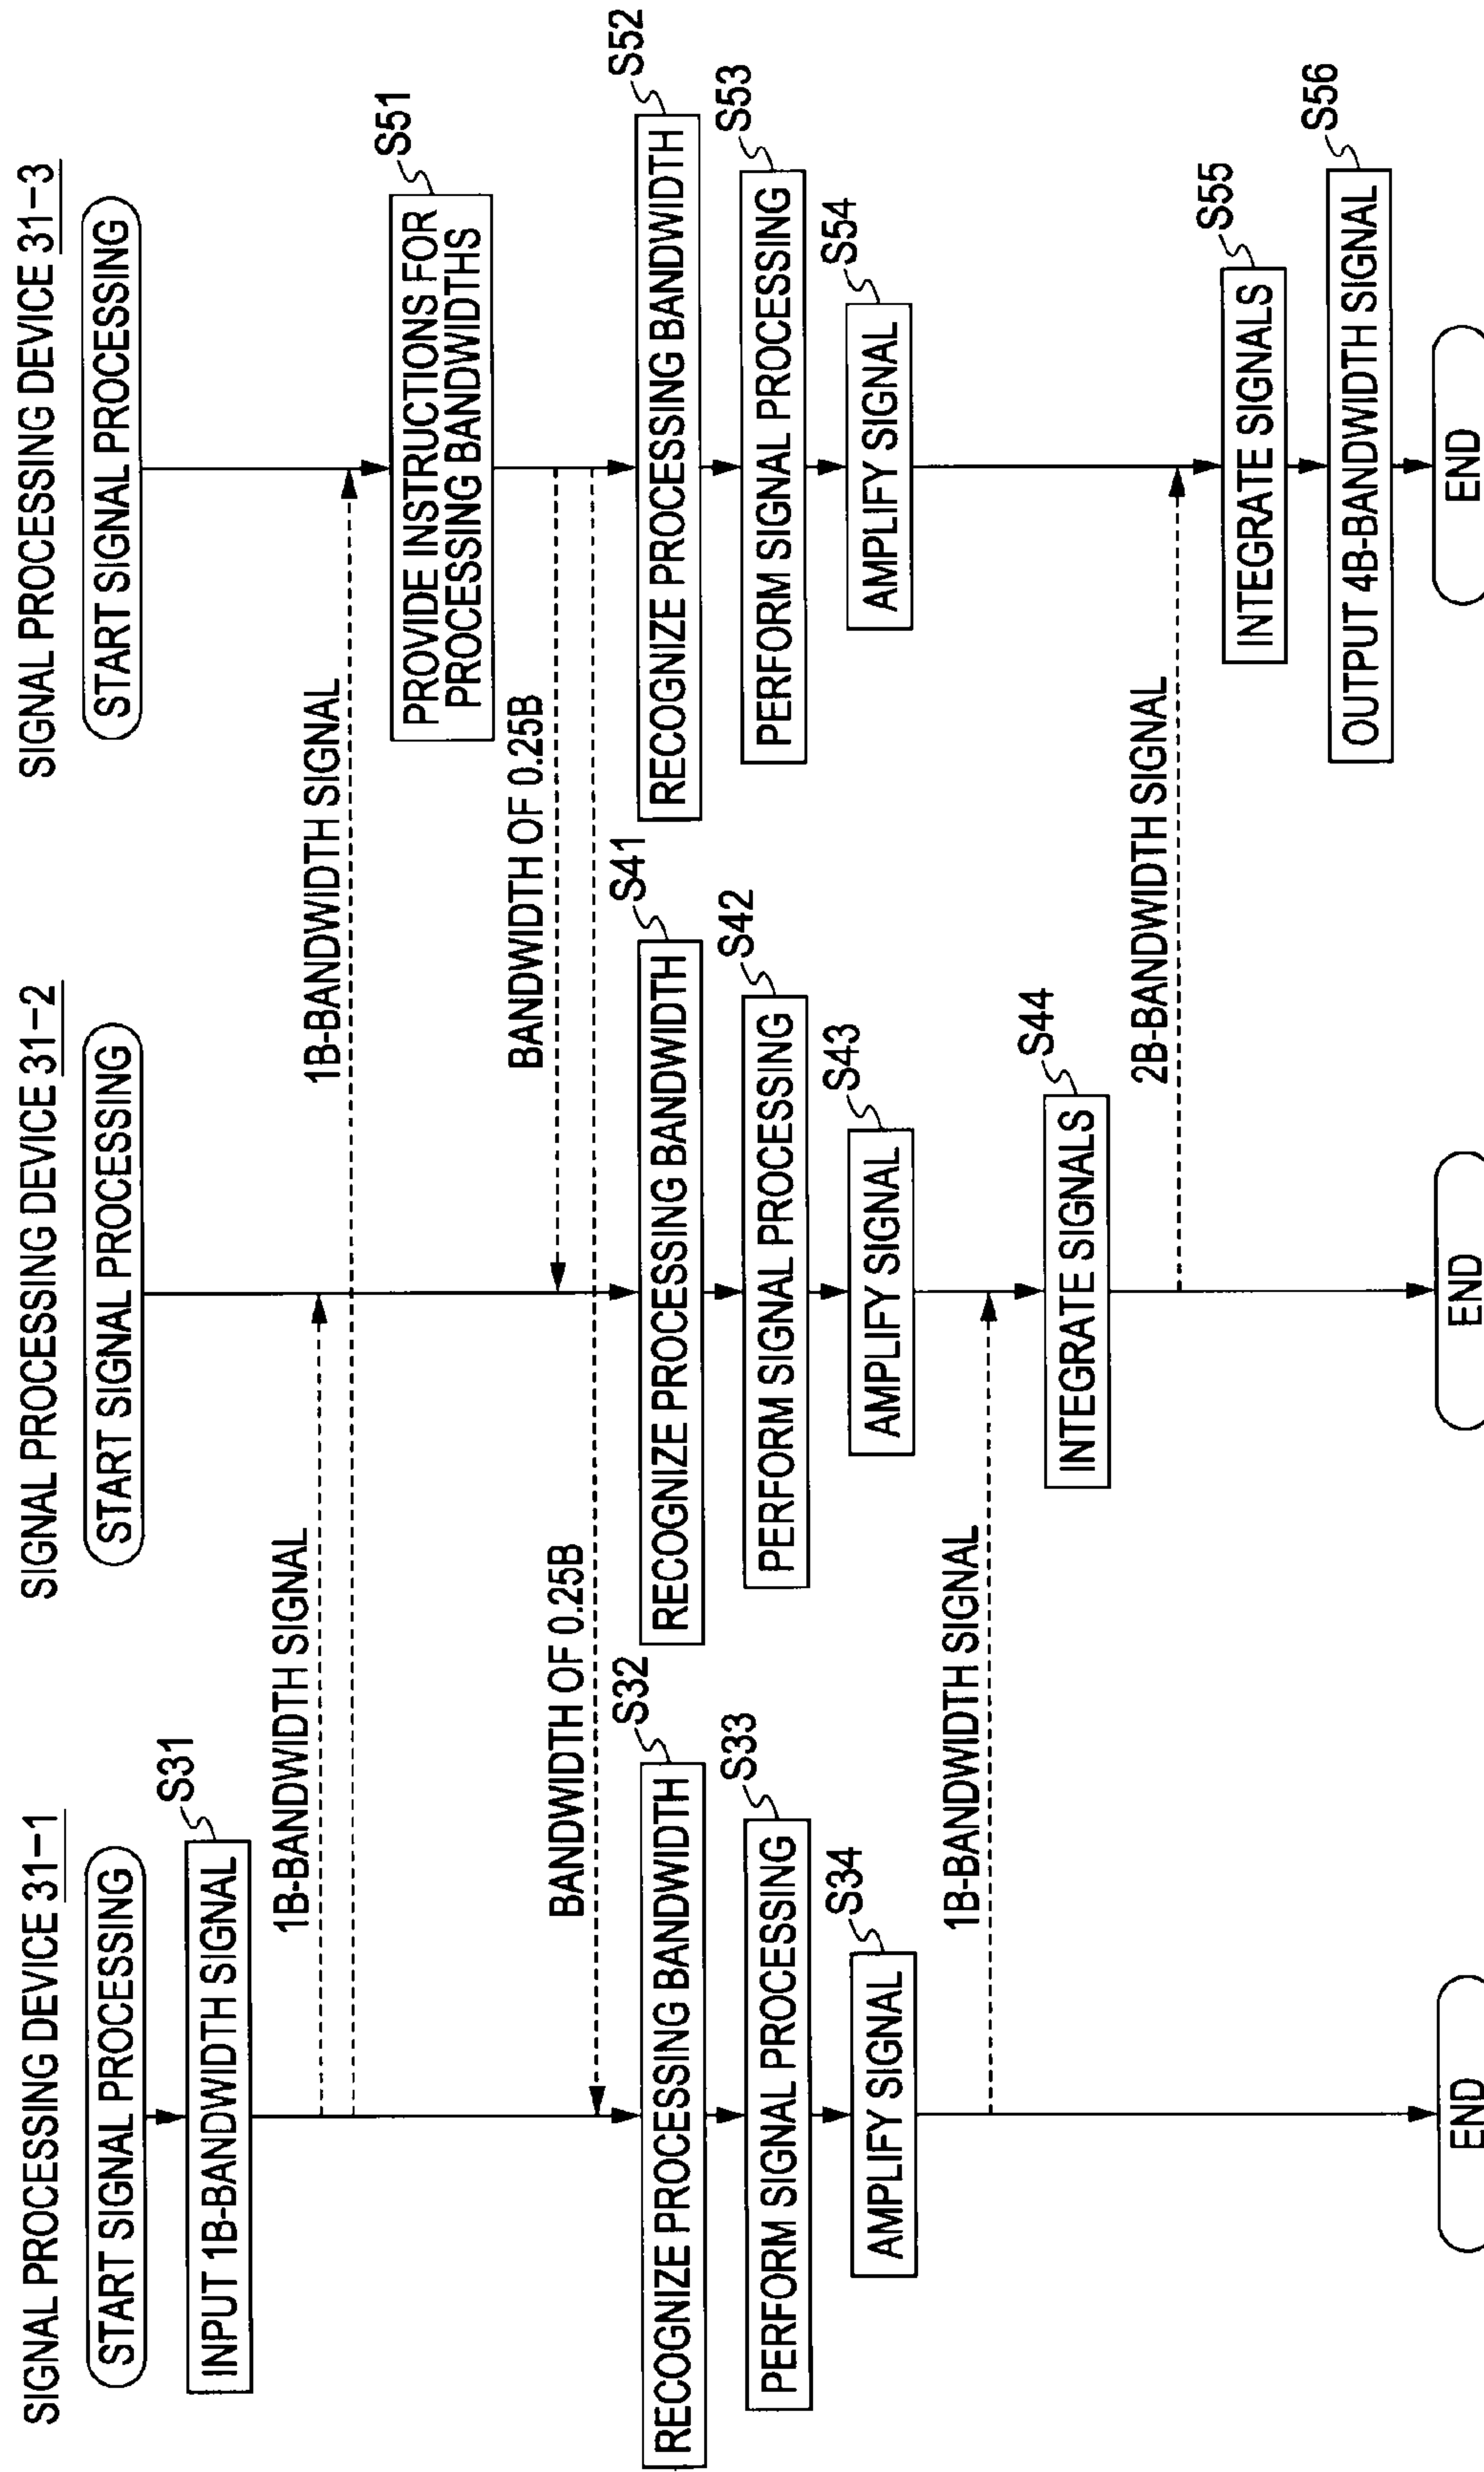 SIGNAL PROCESSING DEVICE 31-1
START SIGNAL PROCESSING
INPUT 1B-BANDWIDTH SIGNAL
S31
1B-BANDWIDTH SIGNAL
BANDWIDTH OF 0.25B
RECOGNIZE PROCESSING BANDWIDTH
S32
PERFORM SIGNAL PROCESSING
S33
AMPLIFY SIGNAL
S34
1B-BANDWIDTH SIGNAL
END
SIGNAL PROCESSING DEVICE 31-2
START SIGNAL PROCESSING
1B-BANDWIDTH SIGNAL
BANDWIDTH OF 0.25B
RECOGNIZE PROCESSING BANDWIDTH
S41
PERFORM SIGNAL PROCESSING
S42
AMPLIFY SIGNAL
S43
INTEGRATE SIGNALS
S44
2B-BANDWIDTH SIGNAL
END
SIGNAL PROCESSING DEVICE 31-3
START SIGNAL PROCESSING
PROVIDE INSTRUCTIONS FOR
PROCESSING BANDWIDTHS
S51
RECOGNIZE PROCESSING BANDWIDTH
S52
PERFORM SIGNAL PROCESSING
S53
AMPLIFY SIGNAL
S54
INTEGRATE SIGNALS
S55
OUTPUT 4B-BANDWIDTH SIGNAL
S56
END